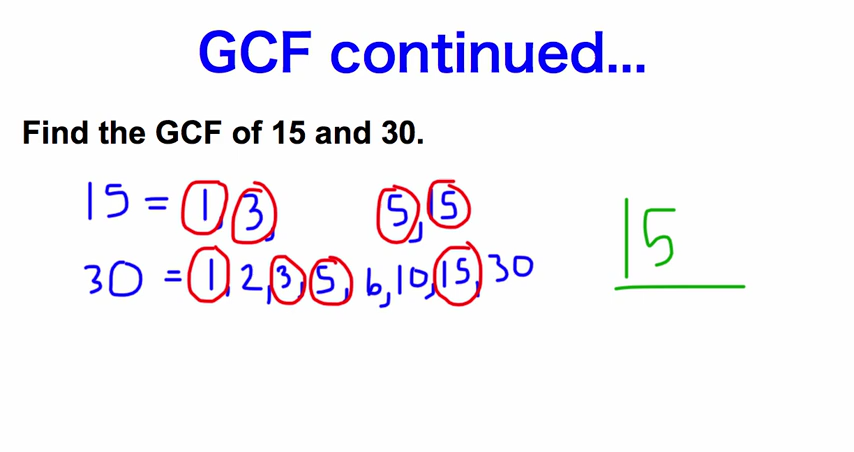 GCF continued...
Find the GCF of 15 and 30.
15 = 1, 3, 5, 15
30 = 1, 2, 3, 5, 6, 10, 15, 30
15